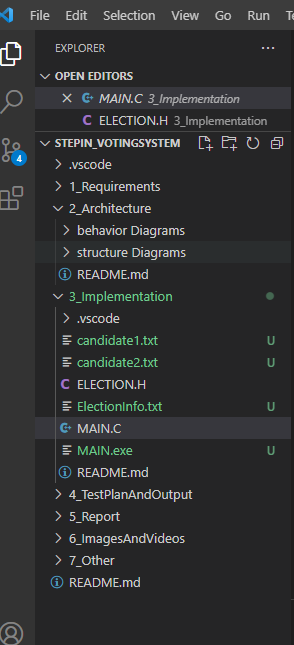 File Edit Selection View Go Run T
EXPLORER ...
OPEN EDITORS
MAIN.C 3_Implementation
C ELECTION.H 3_Implementation
STEPIN_VOTINGSYSTEM
.vscode
1_Requirements
2_Architecture
behavior Diagrams
structure Diagrams
README.md
3_Implementation
.vscode
candidate1.txt U
candidate2.txt U
C ELECTION.H
ElectionInfo.txt U
MAIN.C
MAIN.exe U
README.md
4_TestPlanAndOutput
5_Report
6_ImagesAndVideos
7_Other
README.md
4